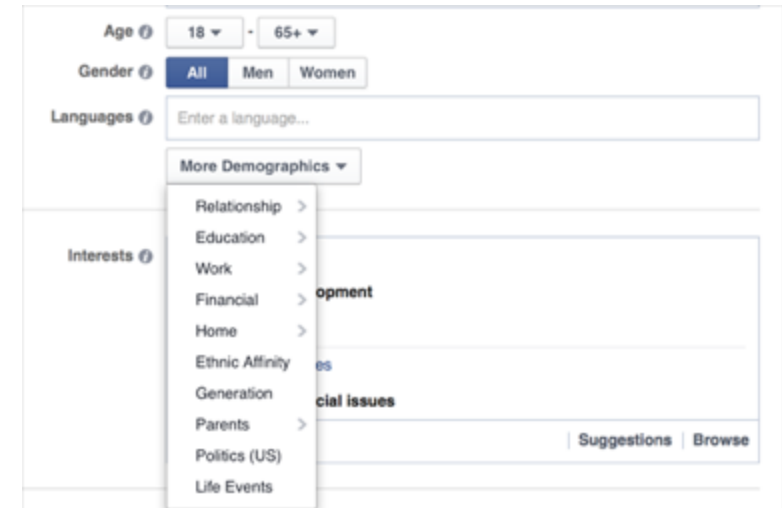 Age 18 - 65+
Gender All Men Women
Languages Enter a language...
More Demographics
Relationship
Education
Interests
Work
opment
Financial
Home
Ethnic Affinity
es
Generation
cial issues
Parents
Suggestions Browse
Politics (US)
Life Events